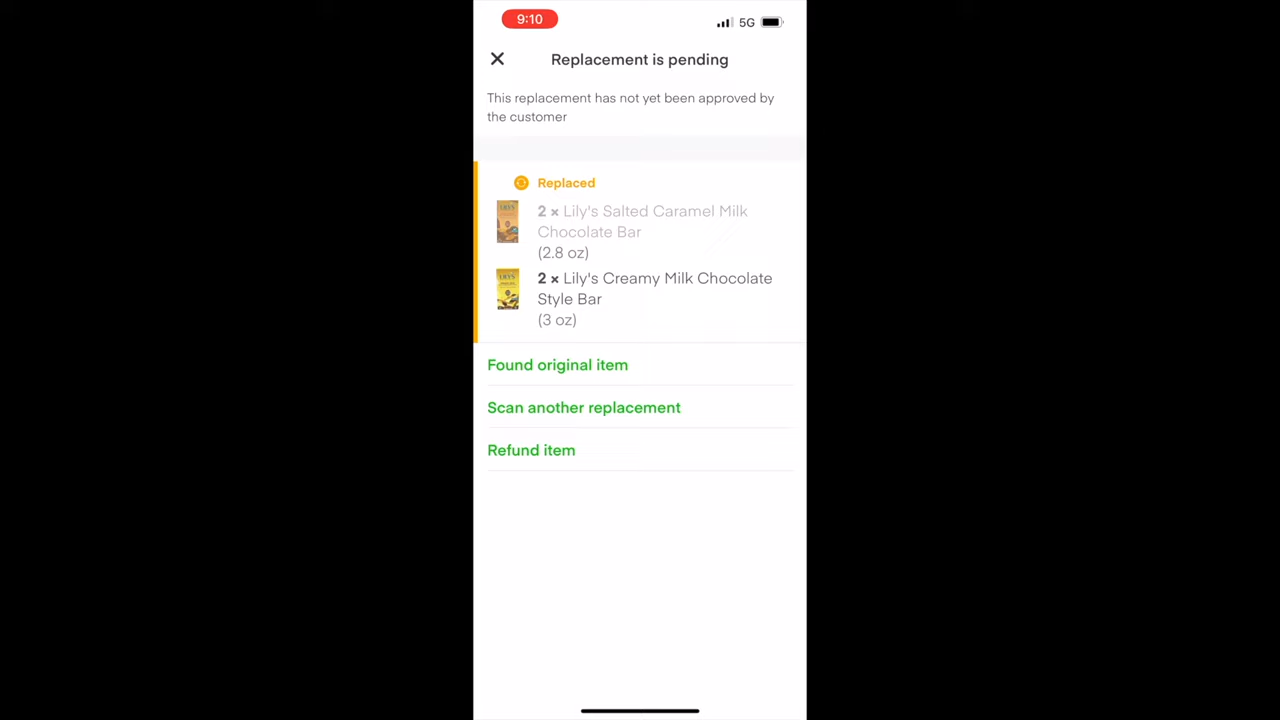 9:10
5G
Replacement is pending
This replacement has not yet been approved by
the customer
Replaced
2 × Lily's Salted Caramel Milk
Chocolate Bar
(2.8 oz)
2 × Lily's Creamy Milk Chocolate
Style Bar
(3 oz)
Found original item
Scan another replacement
Refund item